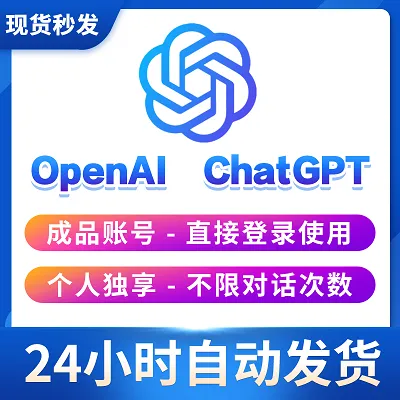 现货秒发
OpenAI ChatGPT
成品账号 - 直接登录使用
个人独享 - 不限对话次数
24小时自动发货